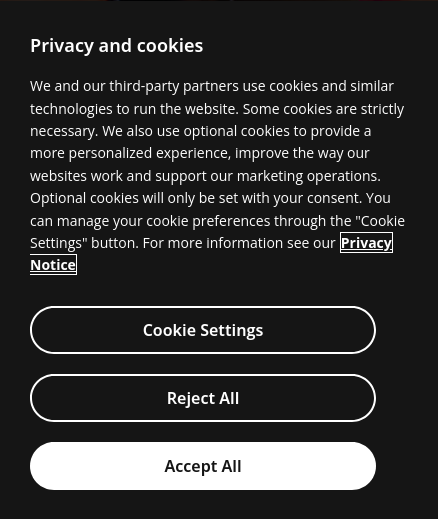 Privacy and cookies
We and our third-party partners use cookies and similar
technologies to run the website. Some cookies are strictly
necessary. We also use optional cookies to provide a
more personalized experience, improve the way our
websites work and support our marketing operations.
Optional cookies will only be set with your consent. You
can manage your cookie preferences through the "Cookie
Settings" button. For more information see our Privacy
Notice
Cookie Settings
Reject All
Accept All